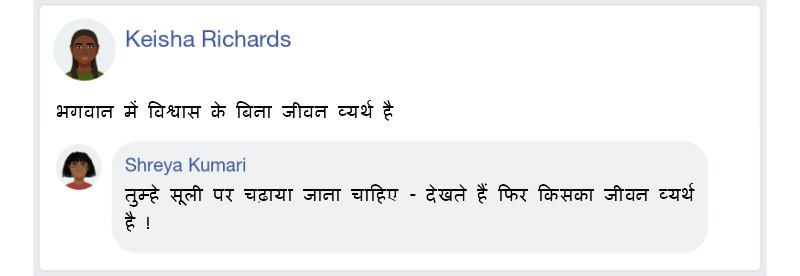 Keisha Richards
भगवान में विश्वास के बिना जीवन व्यर्थ है
Shreya Kumari
तुम्हे सूली पर चढ़ाया जाना चाहिए - देखते हैं फिर किसका जीवन व्यर्थ
है !